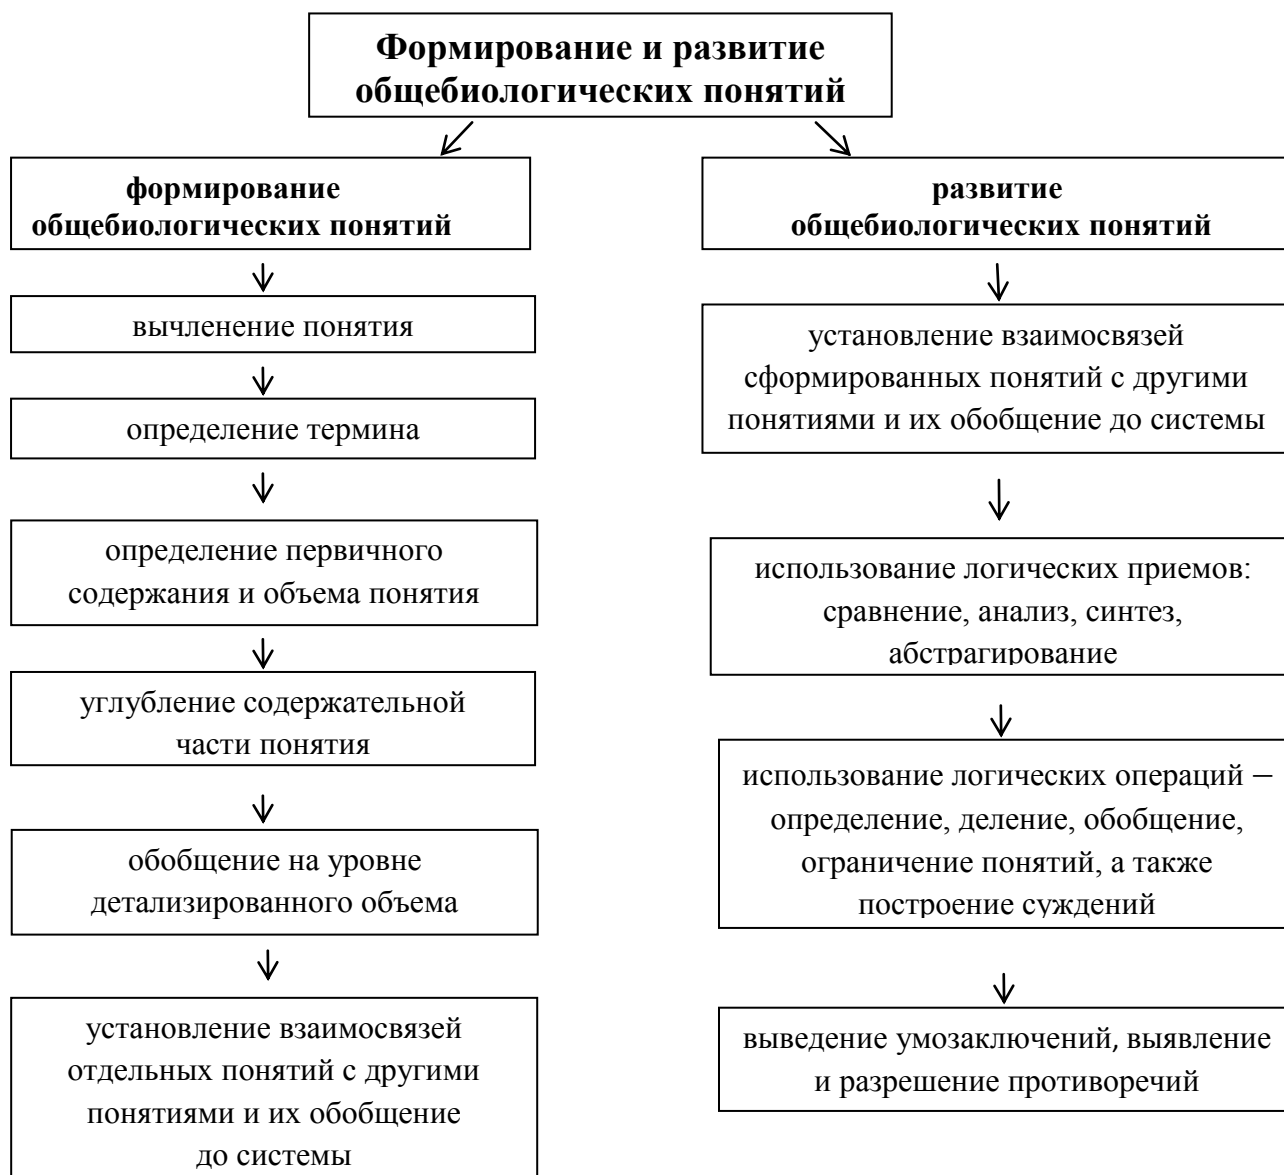 Формирование и развитие
общебиологических понятий
формирование
общебиологических понятий
вычленение понятия
определение термина
определение первичного
содержания и объема понятия
углубление содержательной
части понятия
обобщение на уровне
детализированного объема
установление взаимосвязей
отдельных понятий с другими
понятиями и их обобщение
до системы
развитие
общебиологических понятий
установление взаимосвязей
сформированных понятий с другими
понятиями и их обобщение до системы
использование логических приемов:
сравнение, анализ, синтез,
абстрагирование
использование логических операций –
определение, деление, обобщение,
ограничение понятий, а также
построение суждений
выведение умозаключений, выявление
и разрешение противоречий